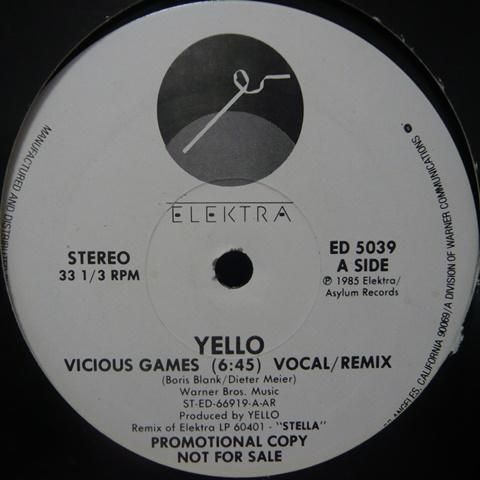 ELEKTRA
STEREO
33 1/3 RPM
ED 5039
A SIDE
℗ 1985 Elektra/
Asylum Records
YELLO
VICIOUS GAMES (6:45) VOCAL/REMIX
(Boris Blank/Dieter Meier)
Warner Bros. Music
ST-ED-66919-A-AR
Produced by YELLO
Remix of Elektra LP 60401 - "STELLA"
PROMOTIONAL COPY
NOT FOR SALE
MANUFACTURED AND
ANGELES, CALIFORNIA 90069/A DIVISION OF WARNER COMMUNICATIONS